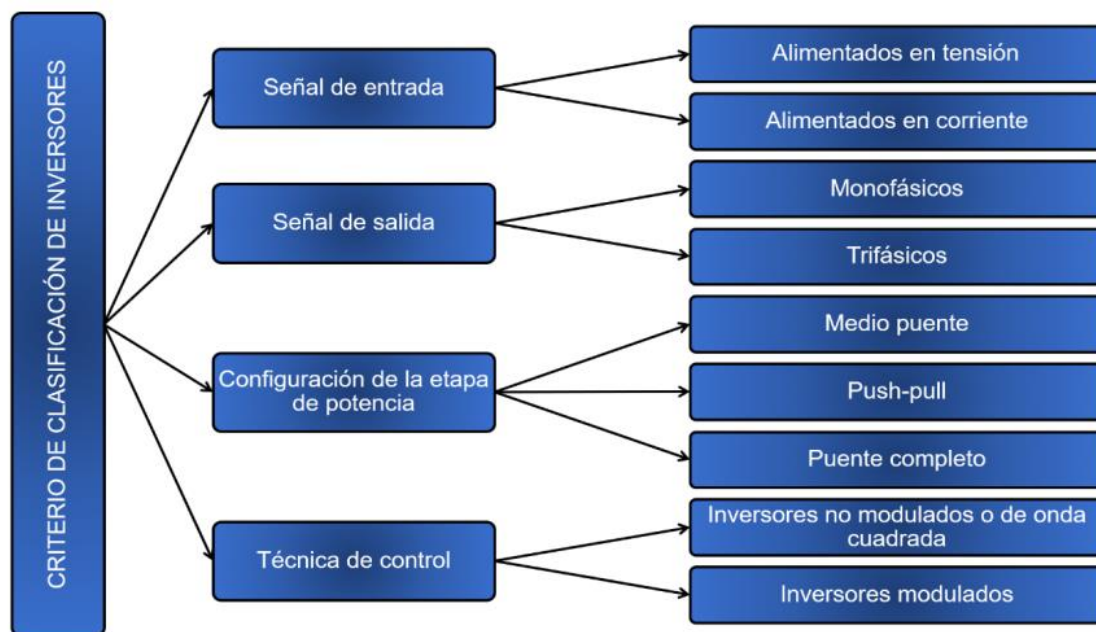 CRITERIO DE CLASIFICACIÓN DE INVERSORES
Señal de entrada
Alimentados en tensión
Alimentados en corriente
Señal de salida
Monofásicos
Trifásicos
Configuración de la etapa
de potencia
Medio puente
Push-pull
Puente completo
Técnica de control
Inversores no modulados o de onda
cuadrada
Inversores modulados